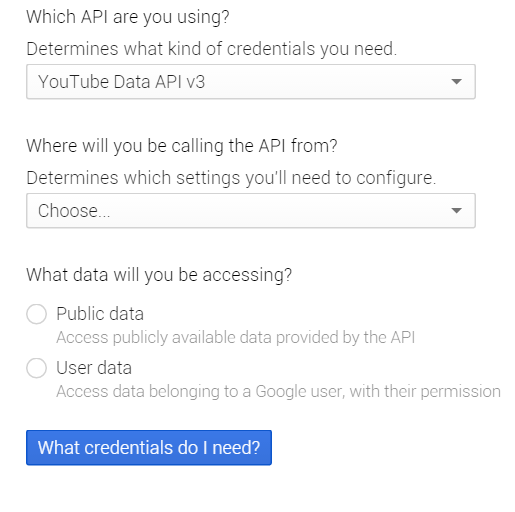 Which API are you using?
Determines what kind of credentials you need.
YouTube Data API v3
Where will you be calling the API from?
Determines which settings you'll need to configure.
Choose...
What data will you be accessing?
Public data
Access publicly available data provided by the API
User data
Access data belonging to a Google user, with their permission
What credentials do I need?